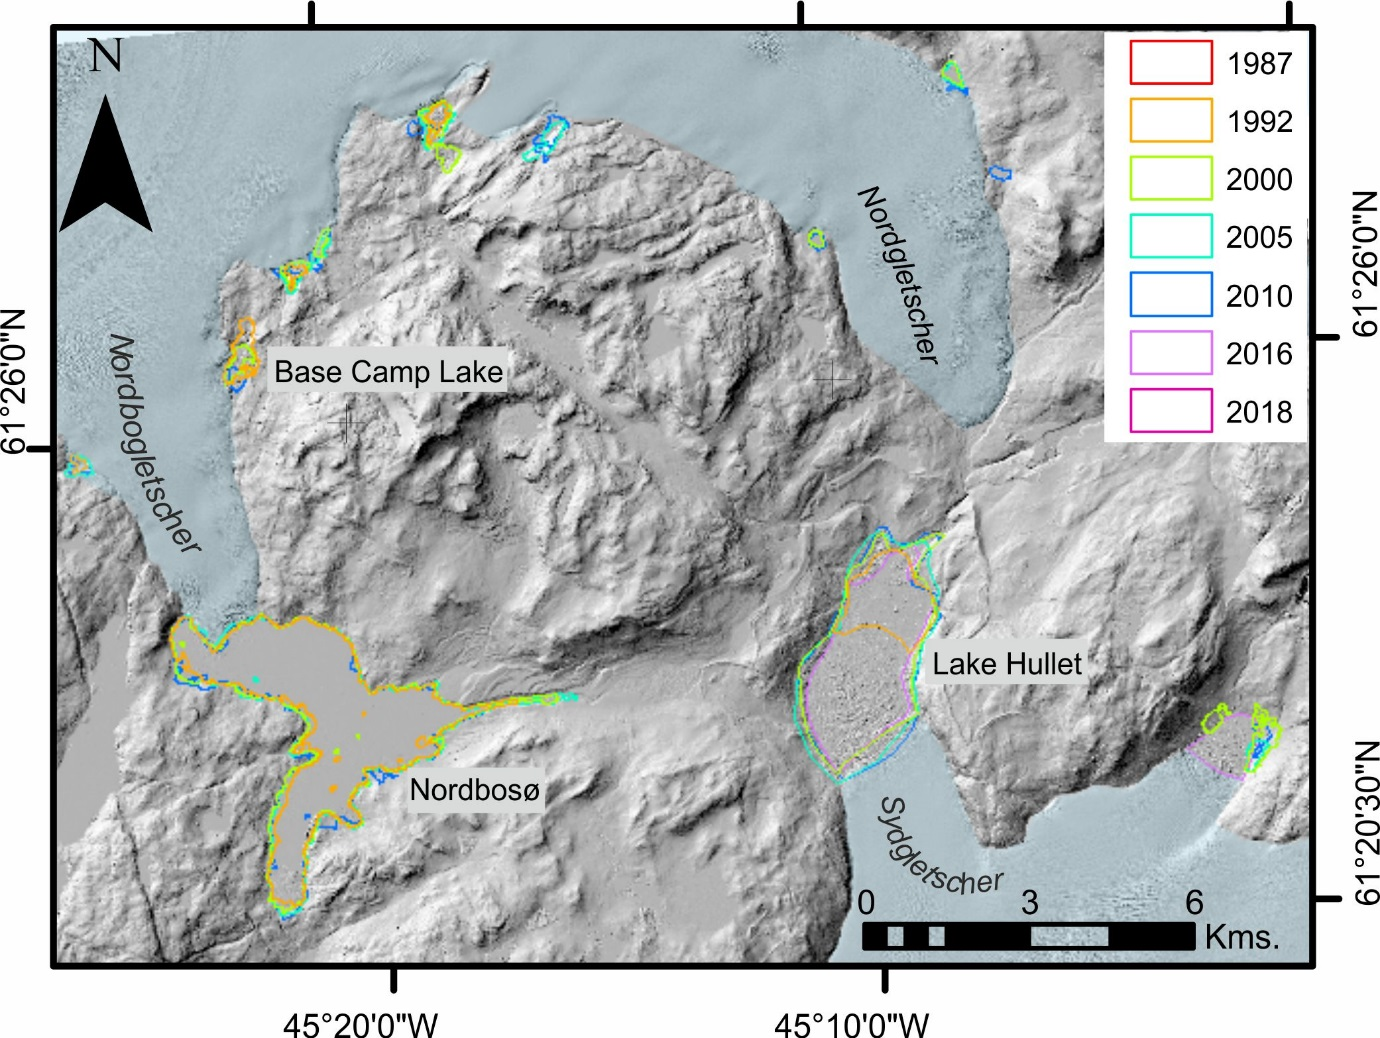 N
1987
1992
2000
2005
2010
2016
2018
Nordgletscher
61°26'0"N
61°26'0"N
Nordbogletscher
Base Camp Lake
Lake Hullet
Nordbosø
Sydgletscher
61°20'30"N
0 3 6
Kms.
45°20'0"W 45°10'0"W